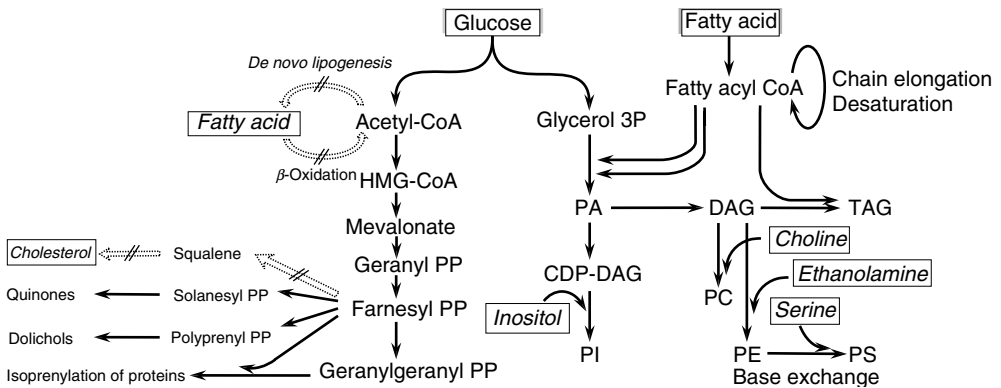 Glucose
Fatty acid
De novo lipogenesis
Fatty acyl CoA
Chain elongation
Desaturation
Fatty acid
Acetyl-CoA
Glycerol 3P
β-Oxidation
HMG-CoA
PA
DAG
TAG
Mevalonate
Cholesterol
Squalene
Choline
Geranyl PP
CDP-DAG
Ethanolamine
Quinones
Solanesyl PP
PC
Farnesyl PP
Inositol
Serine
Dolichols
Polyprenyl PP
PI
PE
PS
Isoprenylation of proteins
Geranylgeranyl PP
Base exchange